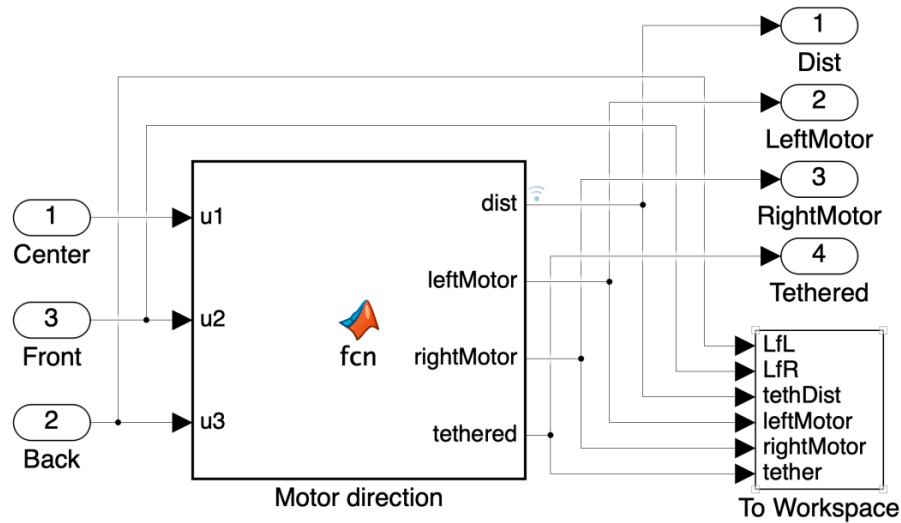 1
Dist
2
LeftMotor
3
RightMotor
4
Tethered
1
Center
3
Front
2
Back
u1
u2
u3
fcn
dist
leftMotor
rightMotor
tethered
Motor direction
LfL
LfR
tethDist
leftMotor
rightMotor
tether
To Workspace